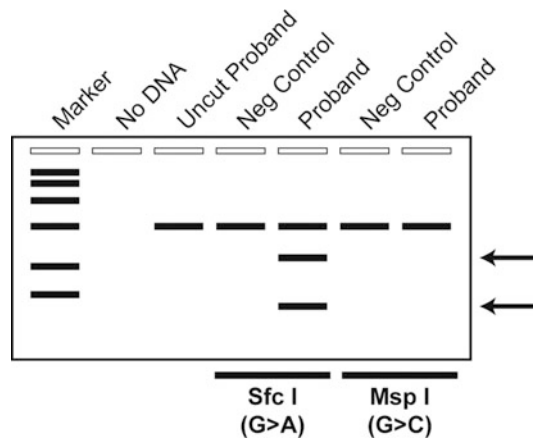 Marker
No DNA
Uncut Proband
Neg Control
Proband
Neg Control
Proband
Sfc I
(G>A)
Msp I
(G>C)